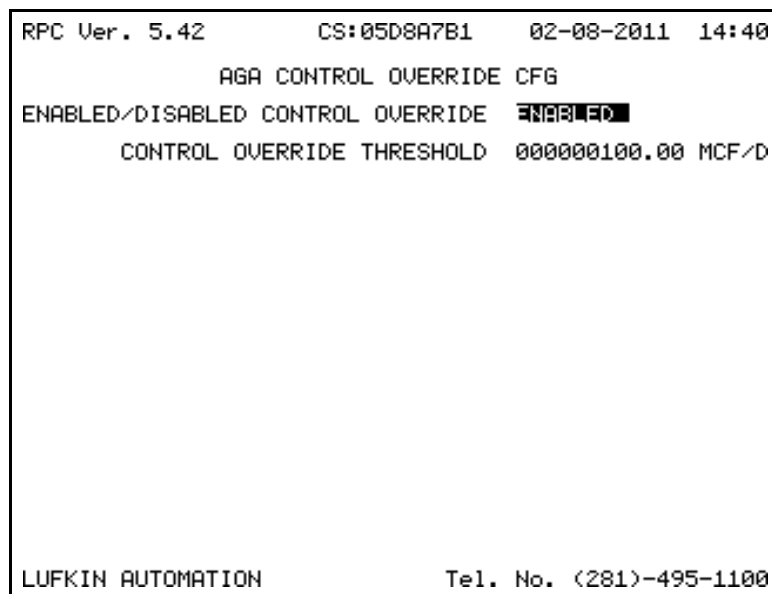 RPC Ver. 5.42 CS:05D8A7B1 02-08-2011 14:40
AGA CONTROL OVERRIDE CFG
ENABLED/DISABLED CONTROL OVERRIDE ENABLED
CONTROL OVERRIDE THRESHOLD 000000100.00 MCF/D
LUFKIN AUTOMATION Tel. No. (281)-495-1100